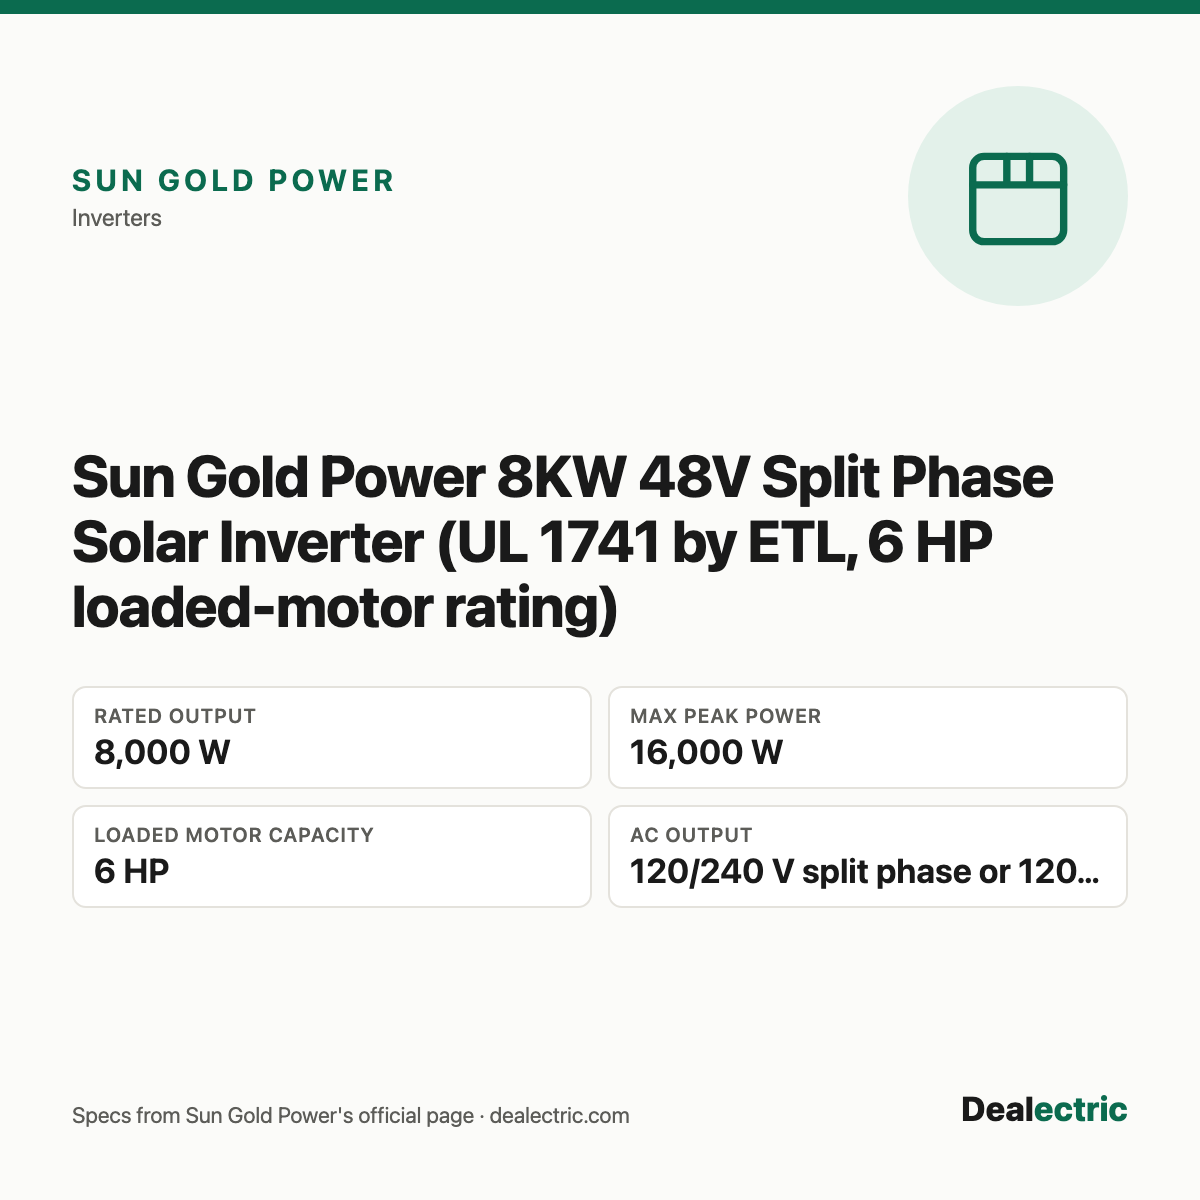 SUN GOLD POWER
Inverters
Sun Gold Power 8KW 48V Split Phase
Solar Inverter (UL 1741 by ETL, 6 HP
loaded-motor rating)
RATED OUTPUT
8,000 W
MAX PEAK POWER
16,000 W
LOADED MOTOR CAPACITY
6 HP
AC OUTPUT
120/240 V split phase or 120...
Specs from Sun Gold Power's official page · dealectric.com
Dealectric